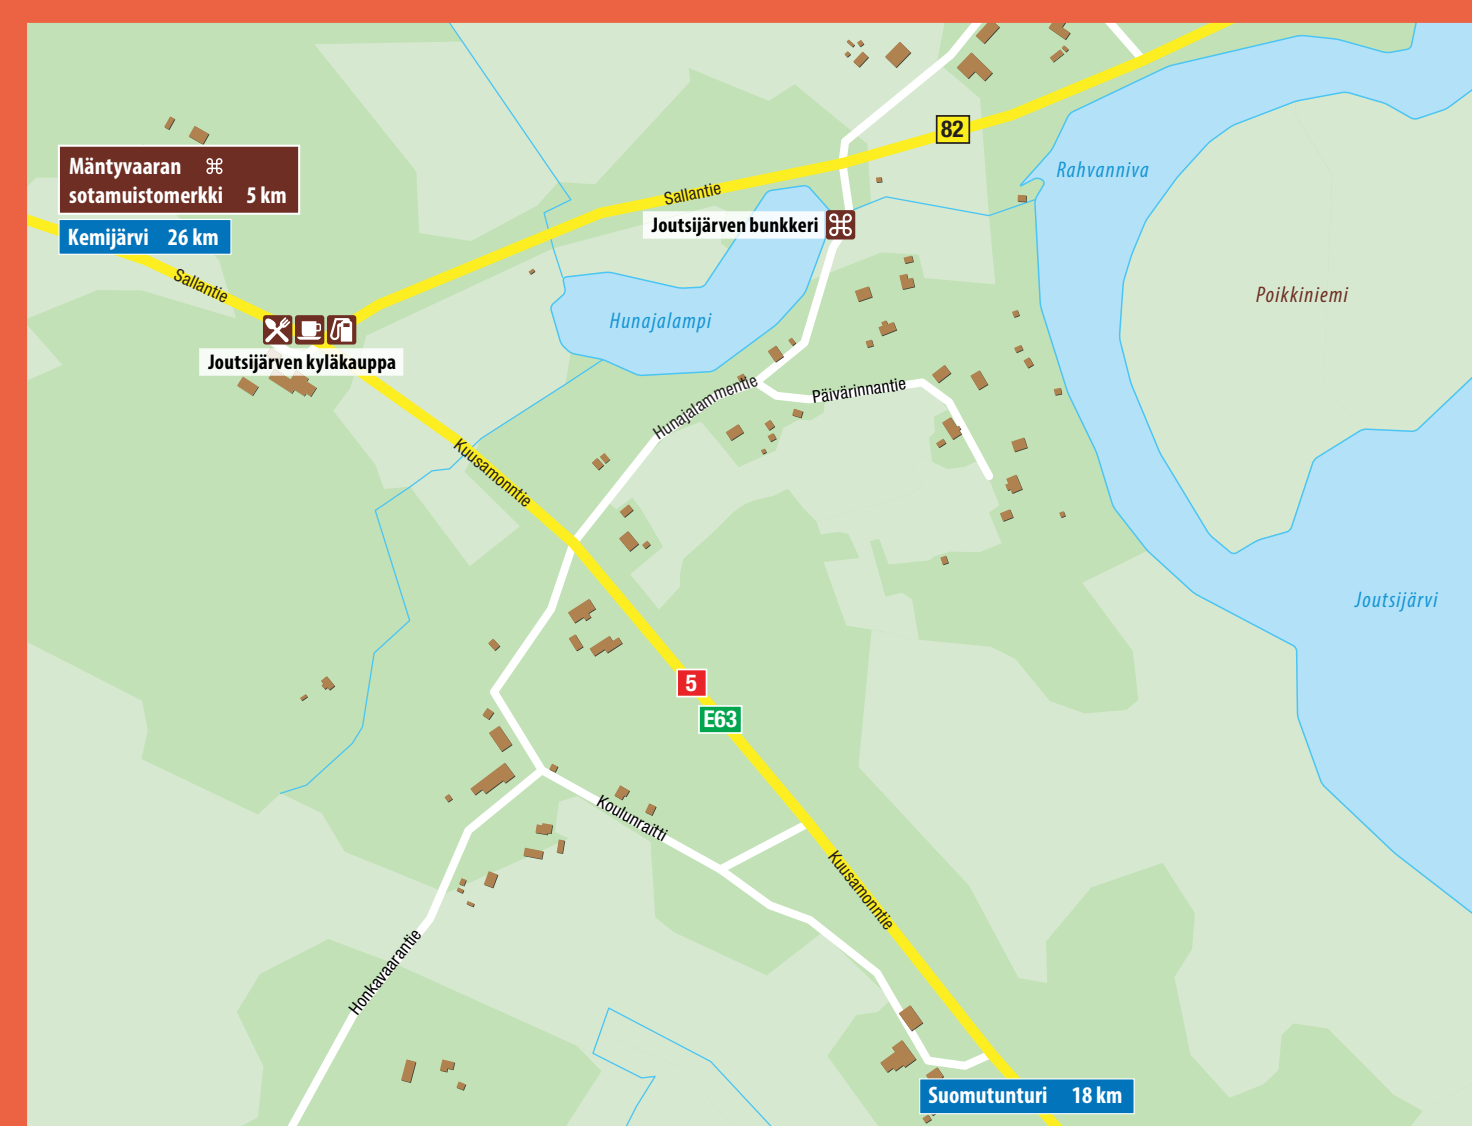 82
Rahvanniva
Mäntyvaaran ⌘
sotamuistomerkki 5 km
Sallantie
Joutsijärven bunkkeri ⌘
Kemijärvi 26 km
Sallantie
Poikkiniemi
Hunajalampi
Joutsijärven kyläkauppa
Päivärinnantie
Hunajalammentie
Kuusamonntie
Joutsijärvi
5
E63
Koulunraitti
Kuusamonntie
Honkavaarantie
Suomutunturi 18 km